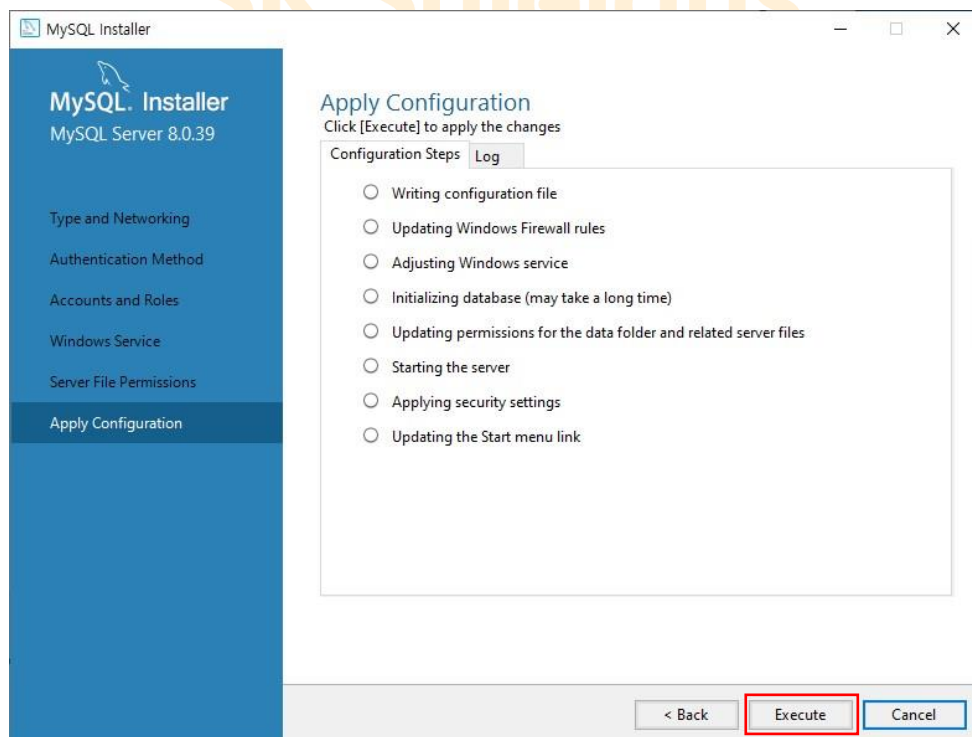 MySQL Installer
MySQL. Installer
MySQL Server 8.0.39
Type and Networking
Authentication Method
Accounts and Roles
Windows Service
Server File Permissions
Apply Configuration
Apply Configuration
Click [Execute] to apply the changes
Configuration Steps
Log
Writing configuration file
Updating Windows Firewall rules
Adjusting Windows service
Initializing database (may take a long time)
Updating permissions for the data folder and related server files
Starting the server
Applying security settings
Updating the Start menu link
< Back
Execute
Cancel